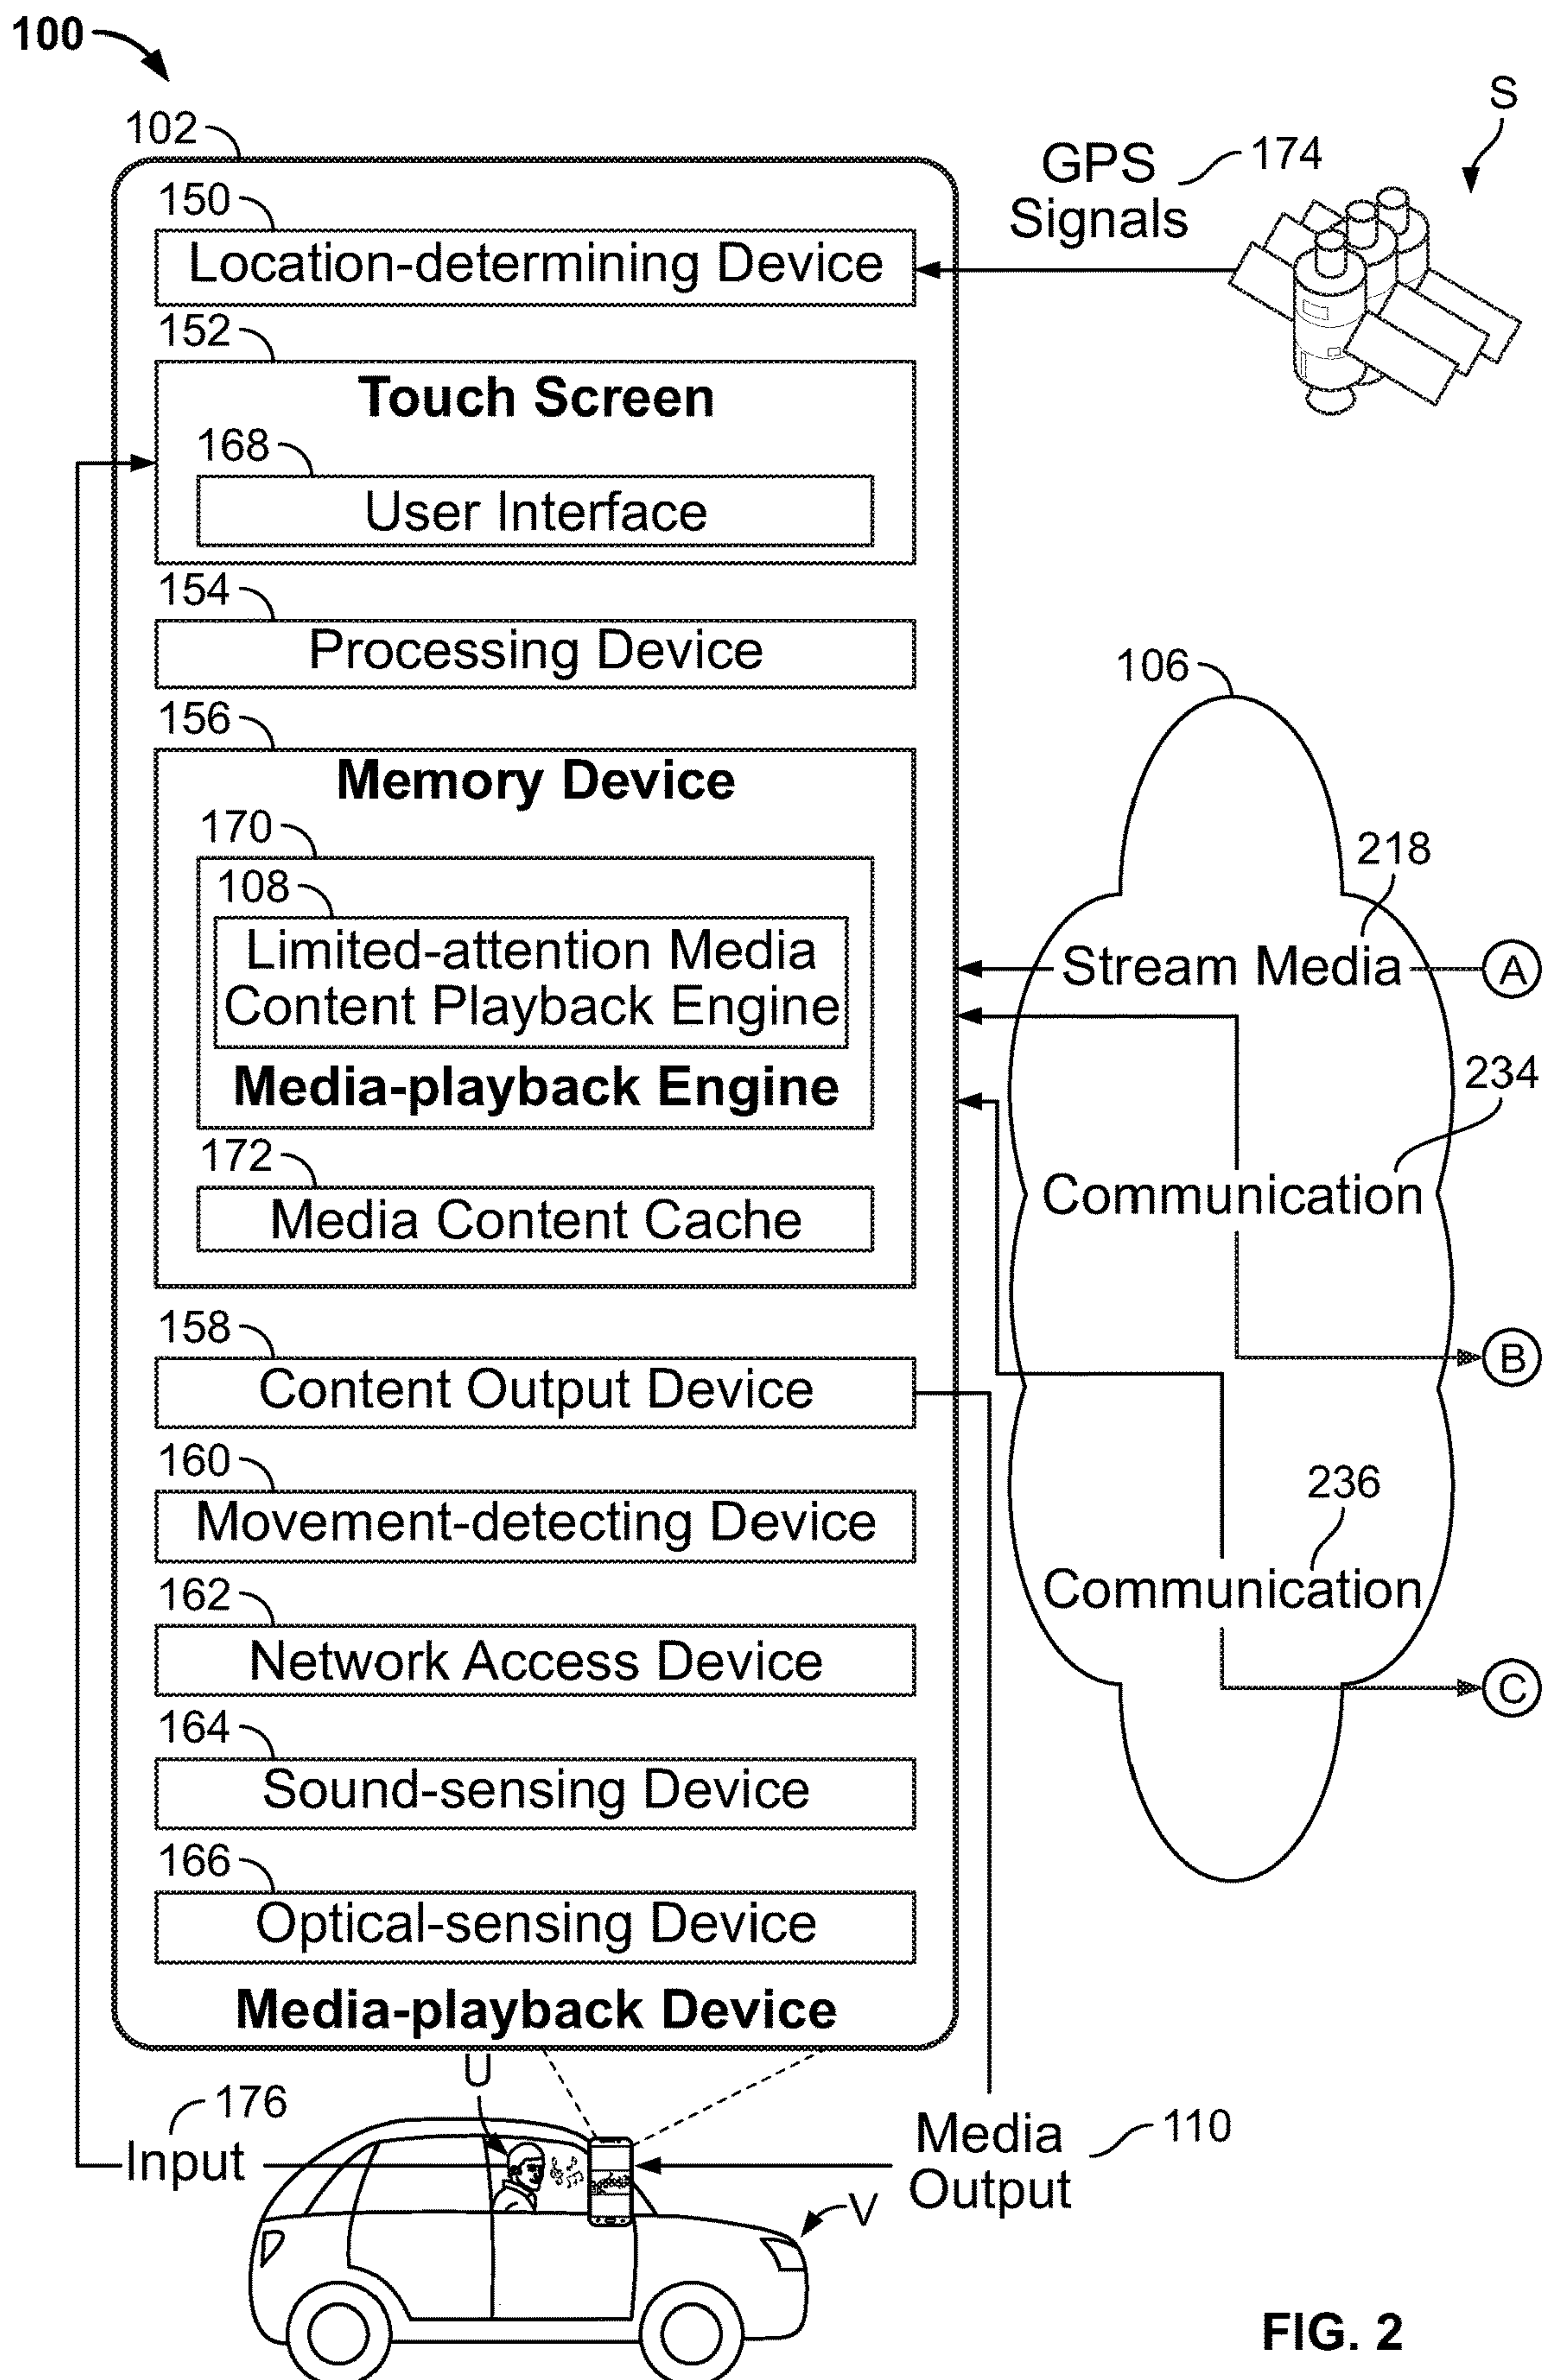 100
S
102
GPS
Signals
174
150
Location-determining Device
152
Touch Screen
168
User Interface
154
Processing Device
106
156
Memory Device
170
218
108
Limited-attention Media
Content Playback Engine
Stream Media
A
Media-playback Engine
234
172
Communication
Media Content Cache
158
B
Content Output Device
160
236
Movement-detecting Device
Communication
162
Network Access Device
C
164
Sound-sensing Device
166
Optical-sensing Device
Media-playback Device
U
176
Input
Media
Output
110
V
FIG. 2